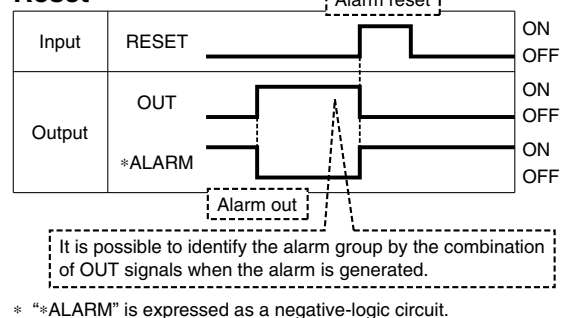 Reset
Alarm reset
Input RESET ON
OFF
Output OUT ON
OFF
∗ALARM ON
OFF
Alarm out
It is possible to identify the alarm group by the combination
of OUT signals when the alarm is generated.
∗ “∗ALARM” is expressed as a negative-logic circuit.